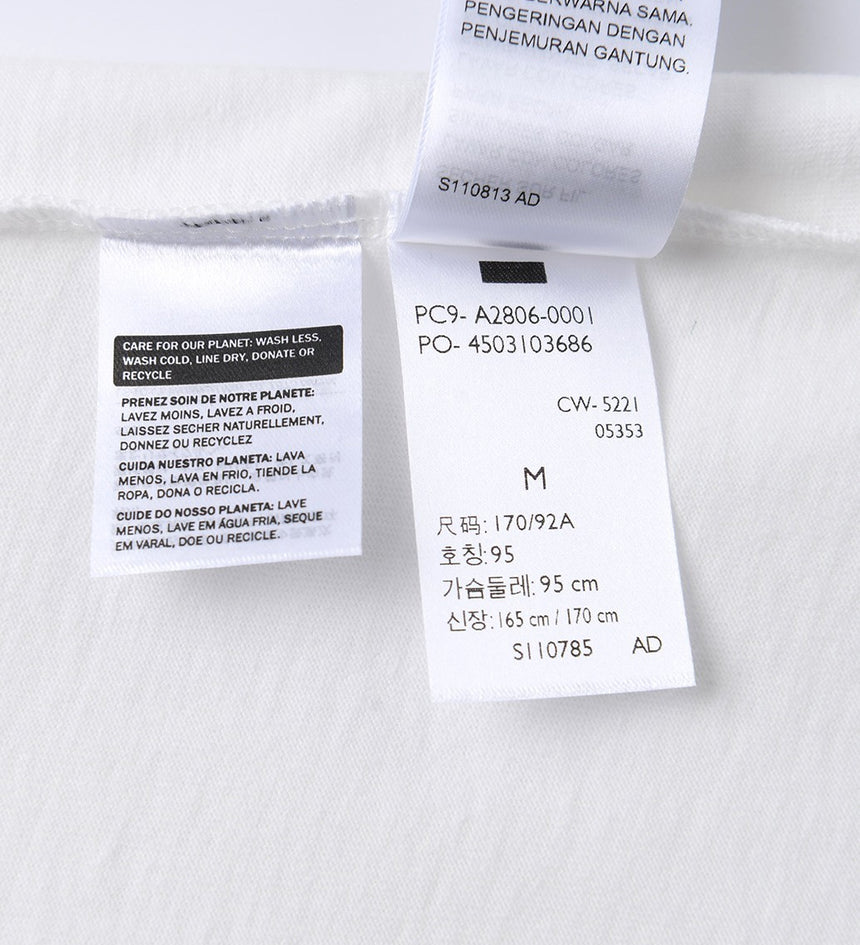 ERWARNA SAMA.
PENGERINGAN DENGAN
PENJEMURAN GANTUNG.
S110813 AD
CARE FOR OUR PLANET: WASH LESS,
WASH COLD, LINE DRY, DONATE OR
RECYCLE
PRENEZ SOIN DE NOTRE PLANETE:
LAVEZ MOINS, LAVEZ A FROID,
LAISSEZ SECHER NATURELLEMENT,
DONNEZ OU RECYCLEZ
CUIDA NUESTRO PLANETA: LAVA
MENOS, LAVA EN FRIO, TIENDE LA
ROPA, DONA O RECICLA.
CUIDE DO NOSSO PLANETA: LAVE
MENOS, LAVE EM ÁGUA FRIA, SEQUE
EM VARAL, DOE OU RECICLE.
PC9- A2806-0001
PO- 4503103686
CW- 5221
05353
M
尺码: 170/92A
호칭:95
가슴둘레: 95 cm
신장:165 cm / 170 cm
S110785 AD